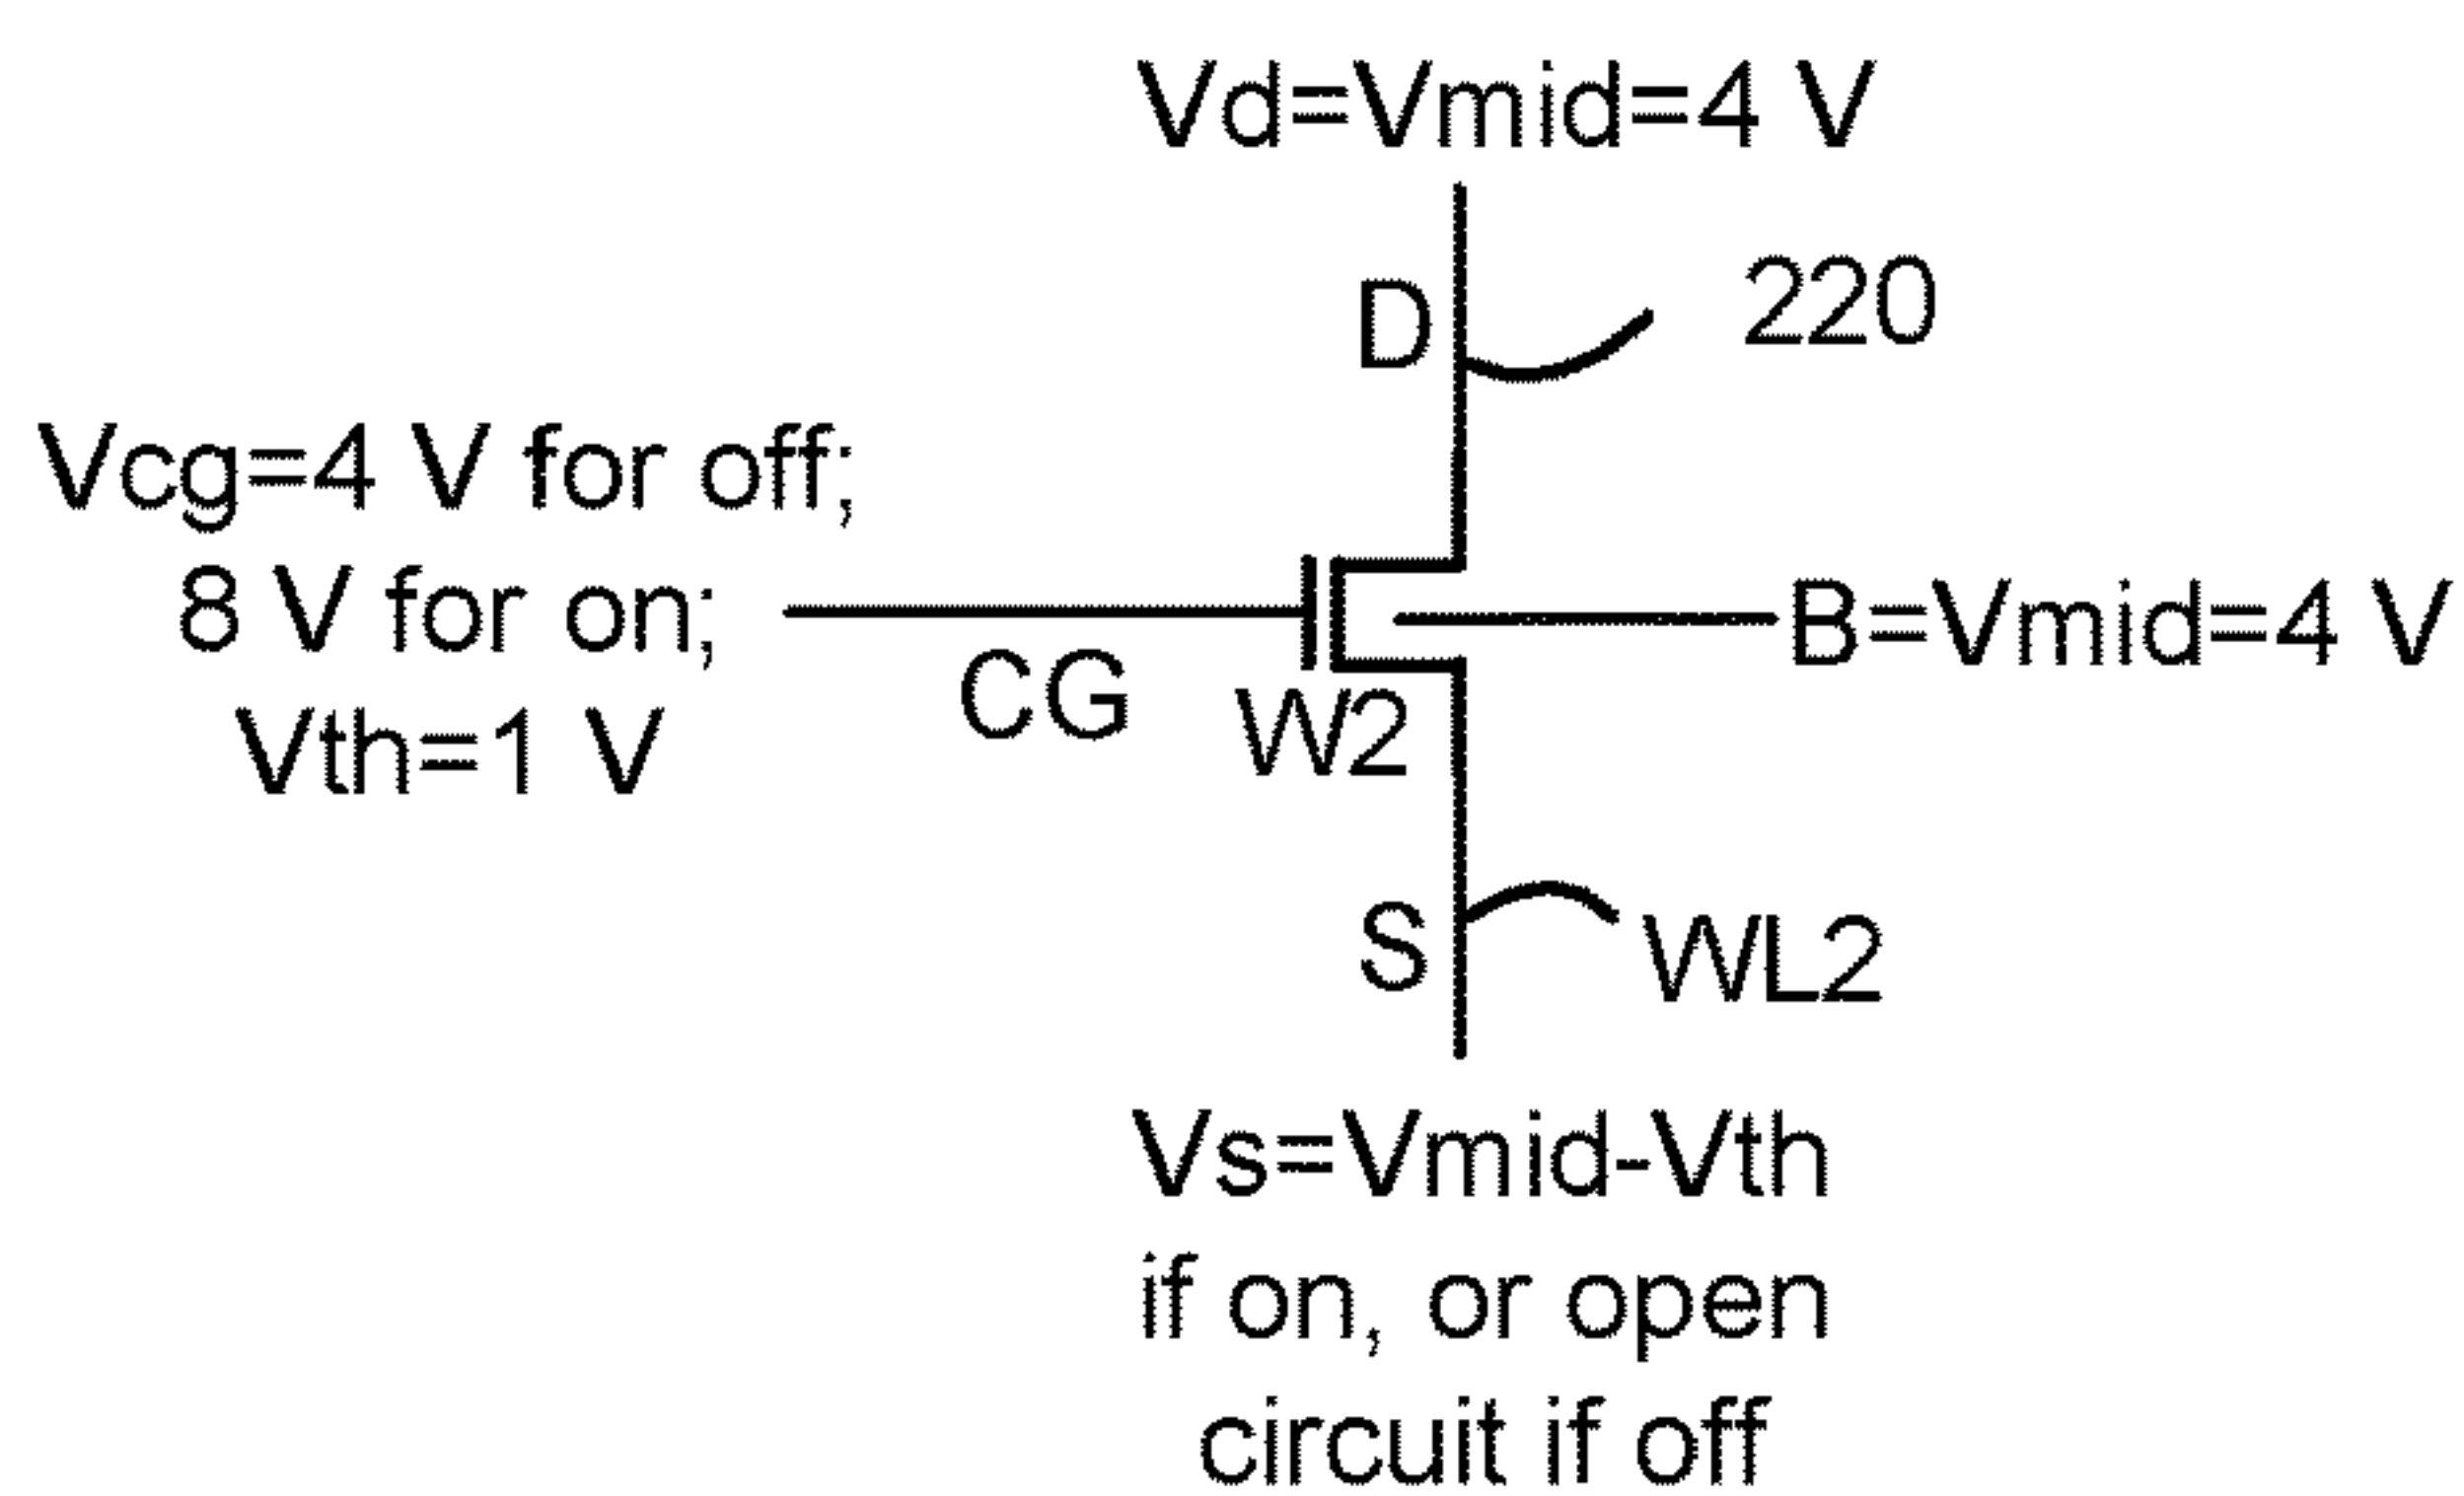 Vd=Vmid=4 V
D
220
Vcg=4 V for off;
8 V for on;
Vth=1 V
CG
W2
B=Vmid=4 V
S
WL2
Vs=Vmid-Vth
if on, or open
circuit if off